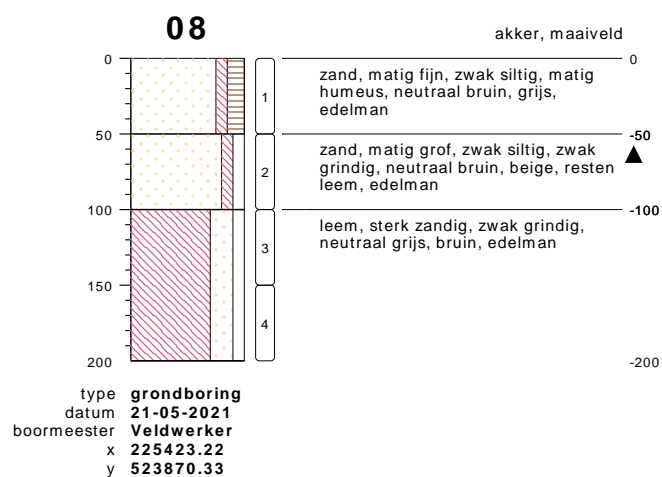 08
akker, maaiveld
0
0
zand, matig fijn, zwak siltig, matig
humeus, neutraal bruin, grijs,
edelman
1
50
-50
zand, matig grof, zwak siltig, zwak
grindig, neutraal bruin, beige, resten
leem, edelman
2
100
-100
leem, sterk zandig, zwak grindig,
neutraal grijs, bruin, edelman
3
150
4
200
-200
type grondboring
datum 21-05-2021
boormeester Veldwerker
x 225423.22
y 523870.33